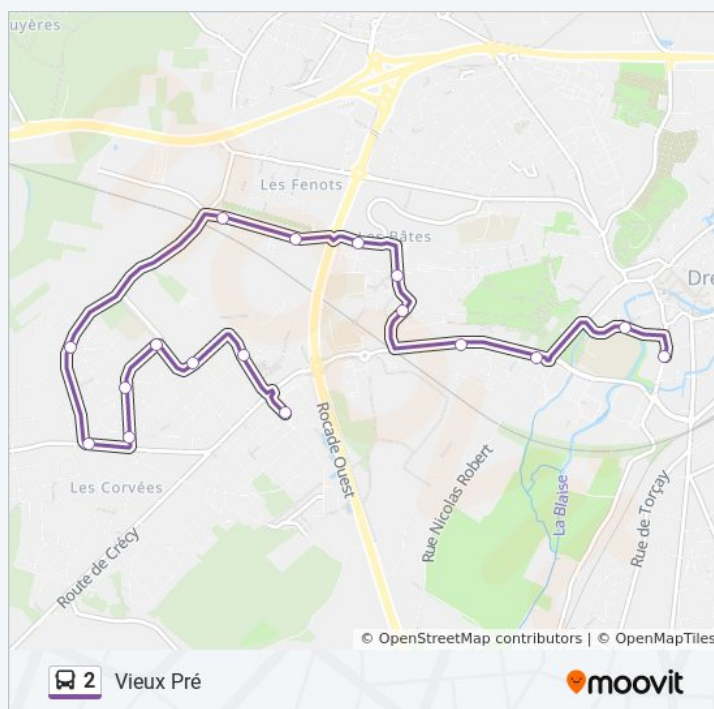 uyères
Les Fenots
Les Bâtes
Dre
Rocade Ouest
Rue Nicolas Robert
La Blaise
Rue de Torçay
Les Corvées
Route de Crécy
© OpenStreetMap contributors | © OpenMapTiles
2 Vieux Pré
moovit